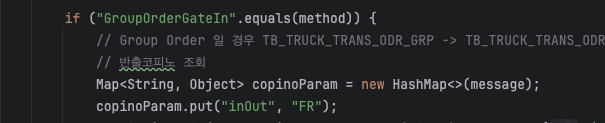 if ("GroupOrderGateIn".equals(method)) {
// Group Order 일 경우 TB_TRUCK_TRANS_ODR_GRP -> TB_TRUCK_TRANS_ODR
// 반출코피노 조회
Map<String, Object> copinoParam = new HashMap<>(message);
copinoParam.put("inOut", "FR");